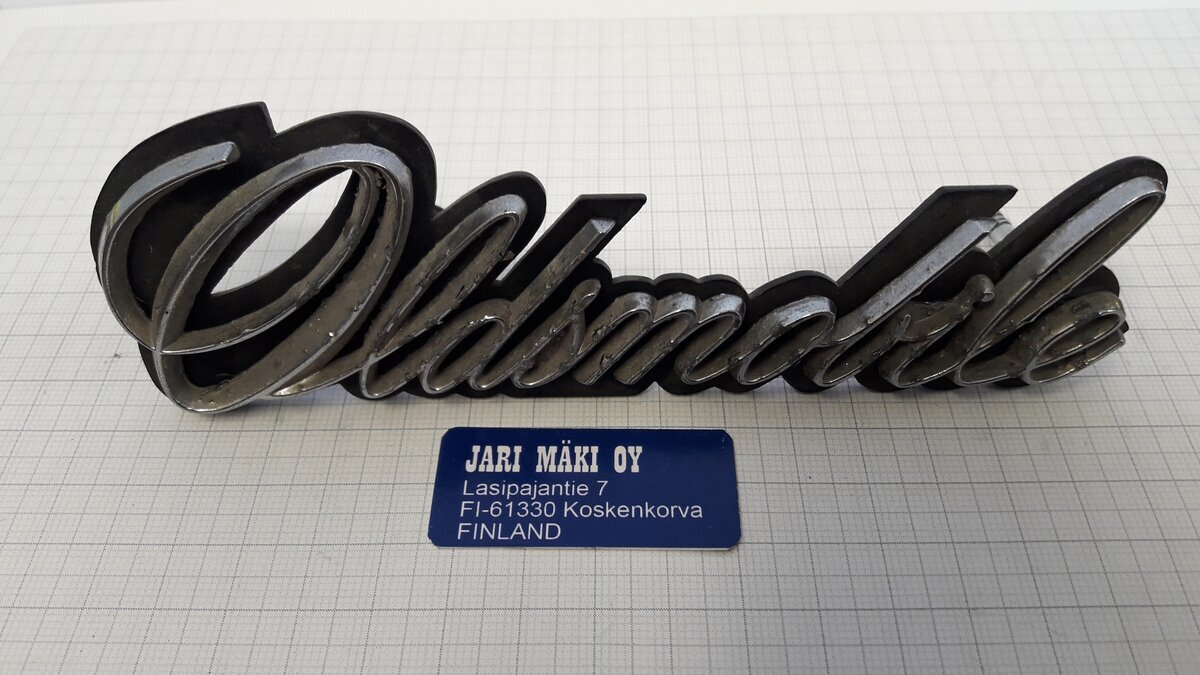 Oldsmobile
JARI MÄKI OY
Lasipajantie 7
FI-61330 Koskenkorva
FINLAND